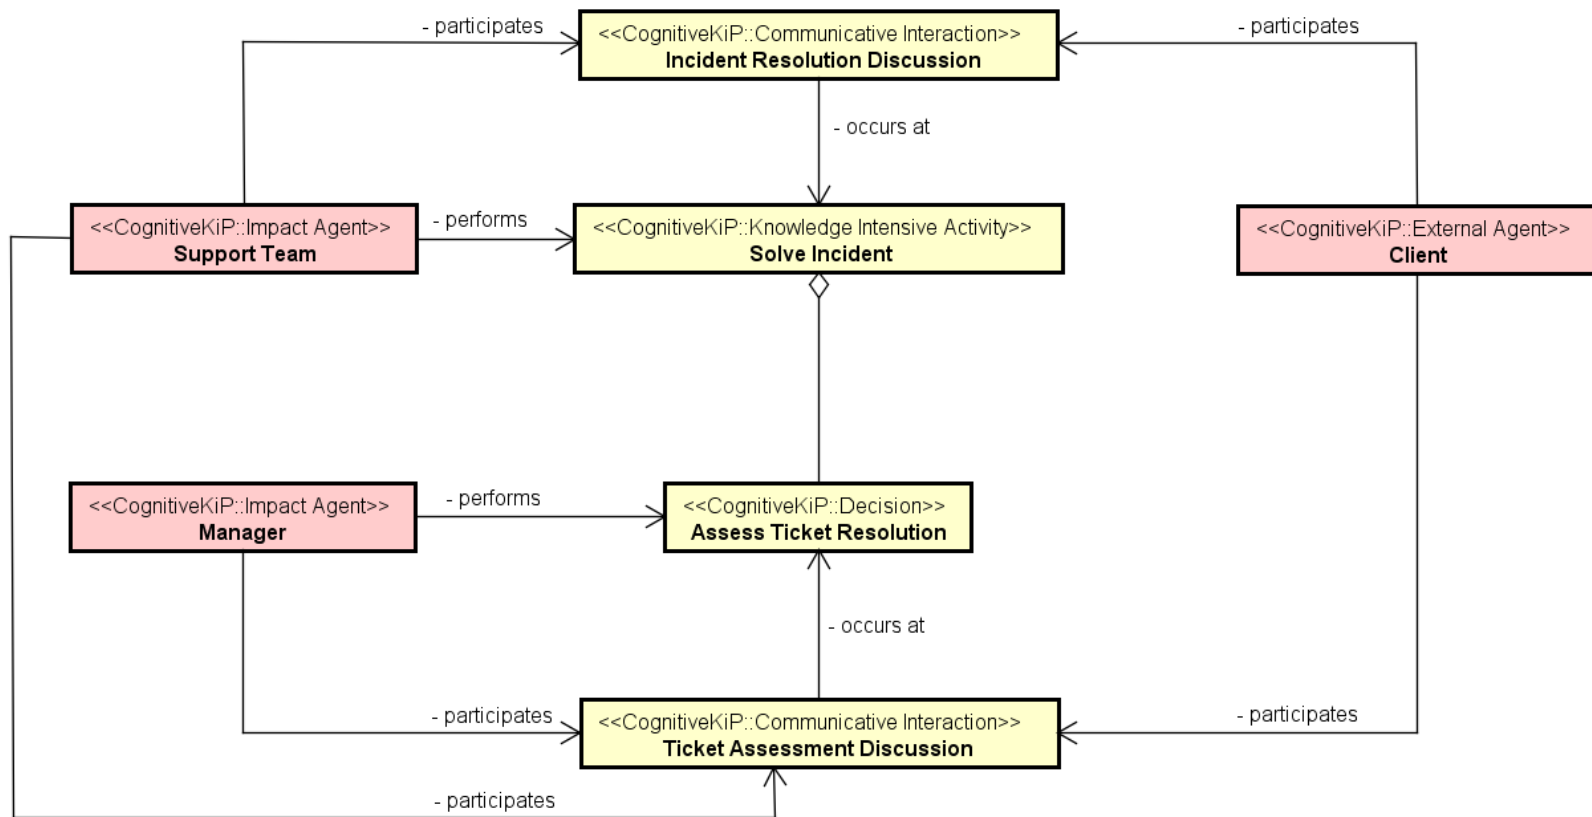 - participates
<<CognitiveKiP::Communicative Interaction>>
Incident Resolution Discussion
- participates
- occurs at
<<CognitiveKiP::Impact Agent>>
Support Team
- performs
<<CognitiveKiP::Knowledge Intensive Activity>>
Solve Incident
<<CognitiveKiP::External Agent>>
Client
<<CognitiveKiP::Impact Agent>>
Manager
- performs
<<CognitiveKiP::Decision>>
Assess Ticket Resolution
- occurs at
- participates
<<CognitiveKiP::Communicative Interaction>>
Ticket Assessment Discussion
- participates
- participates